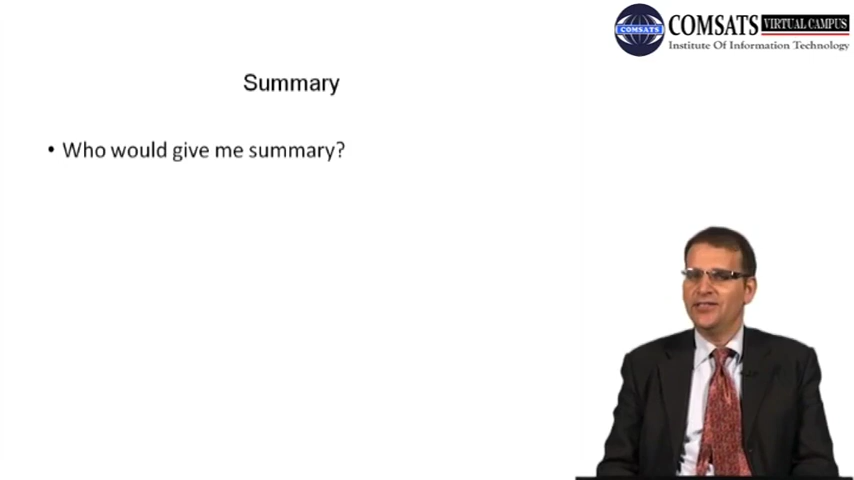 COMSATS VIRTUAL CAMPUS
COMSATS
Institute Of Information Technology
Summary
• Who would give me summary?